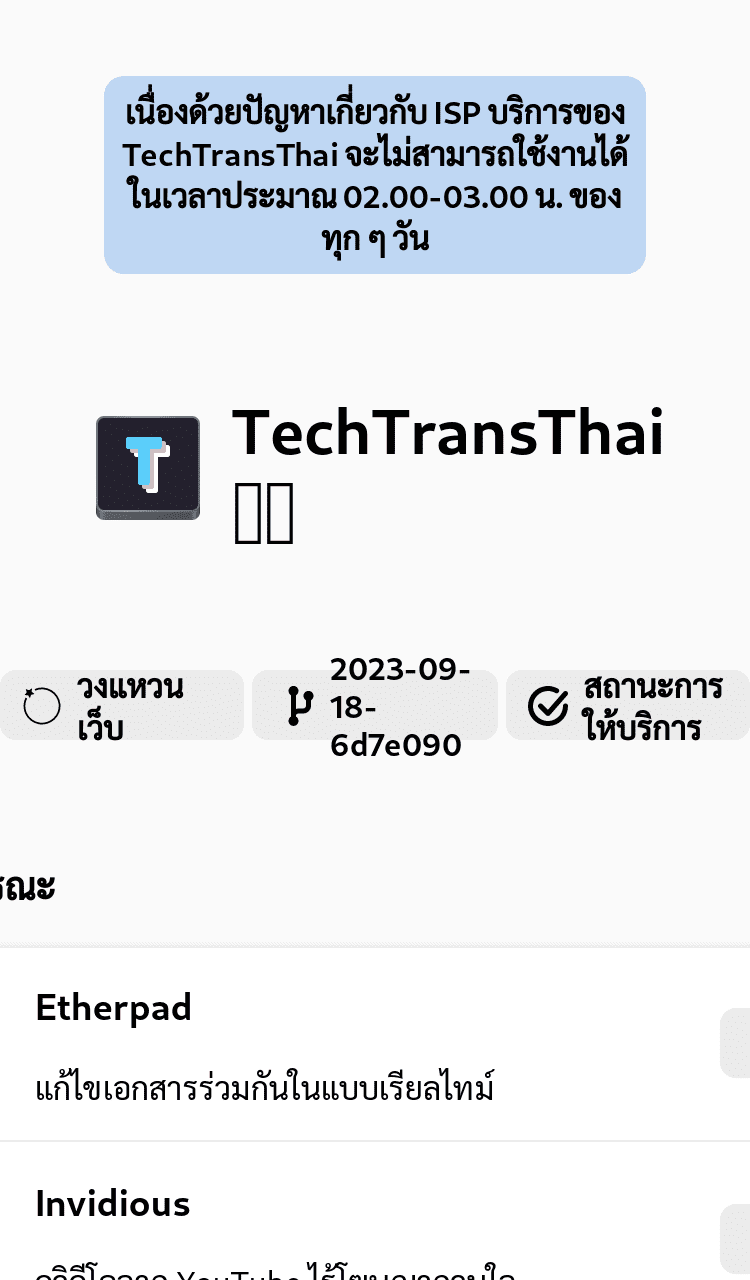 เนื่องด้วยปัญหาเกี่ยวกับ ISP บริการของ
TechTransThai จะไม่สามารถใช้งานได้
ในเวลาประมาณ 02.00-03.00 น. ของ
ทุก ๆ วัน
TechTransThai
วงแหวน
เว็บ
2023-09-
18-
6d7e090
สถานะการ
ให้บริการ
รณะ
Etherpad
แก้ไขเอกสารร่วมกันในแบบเรียลไทม์
Invidious
YouTube